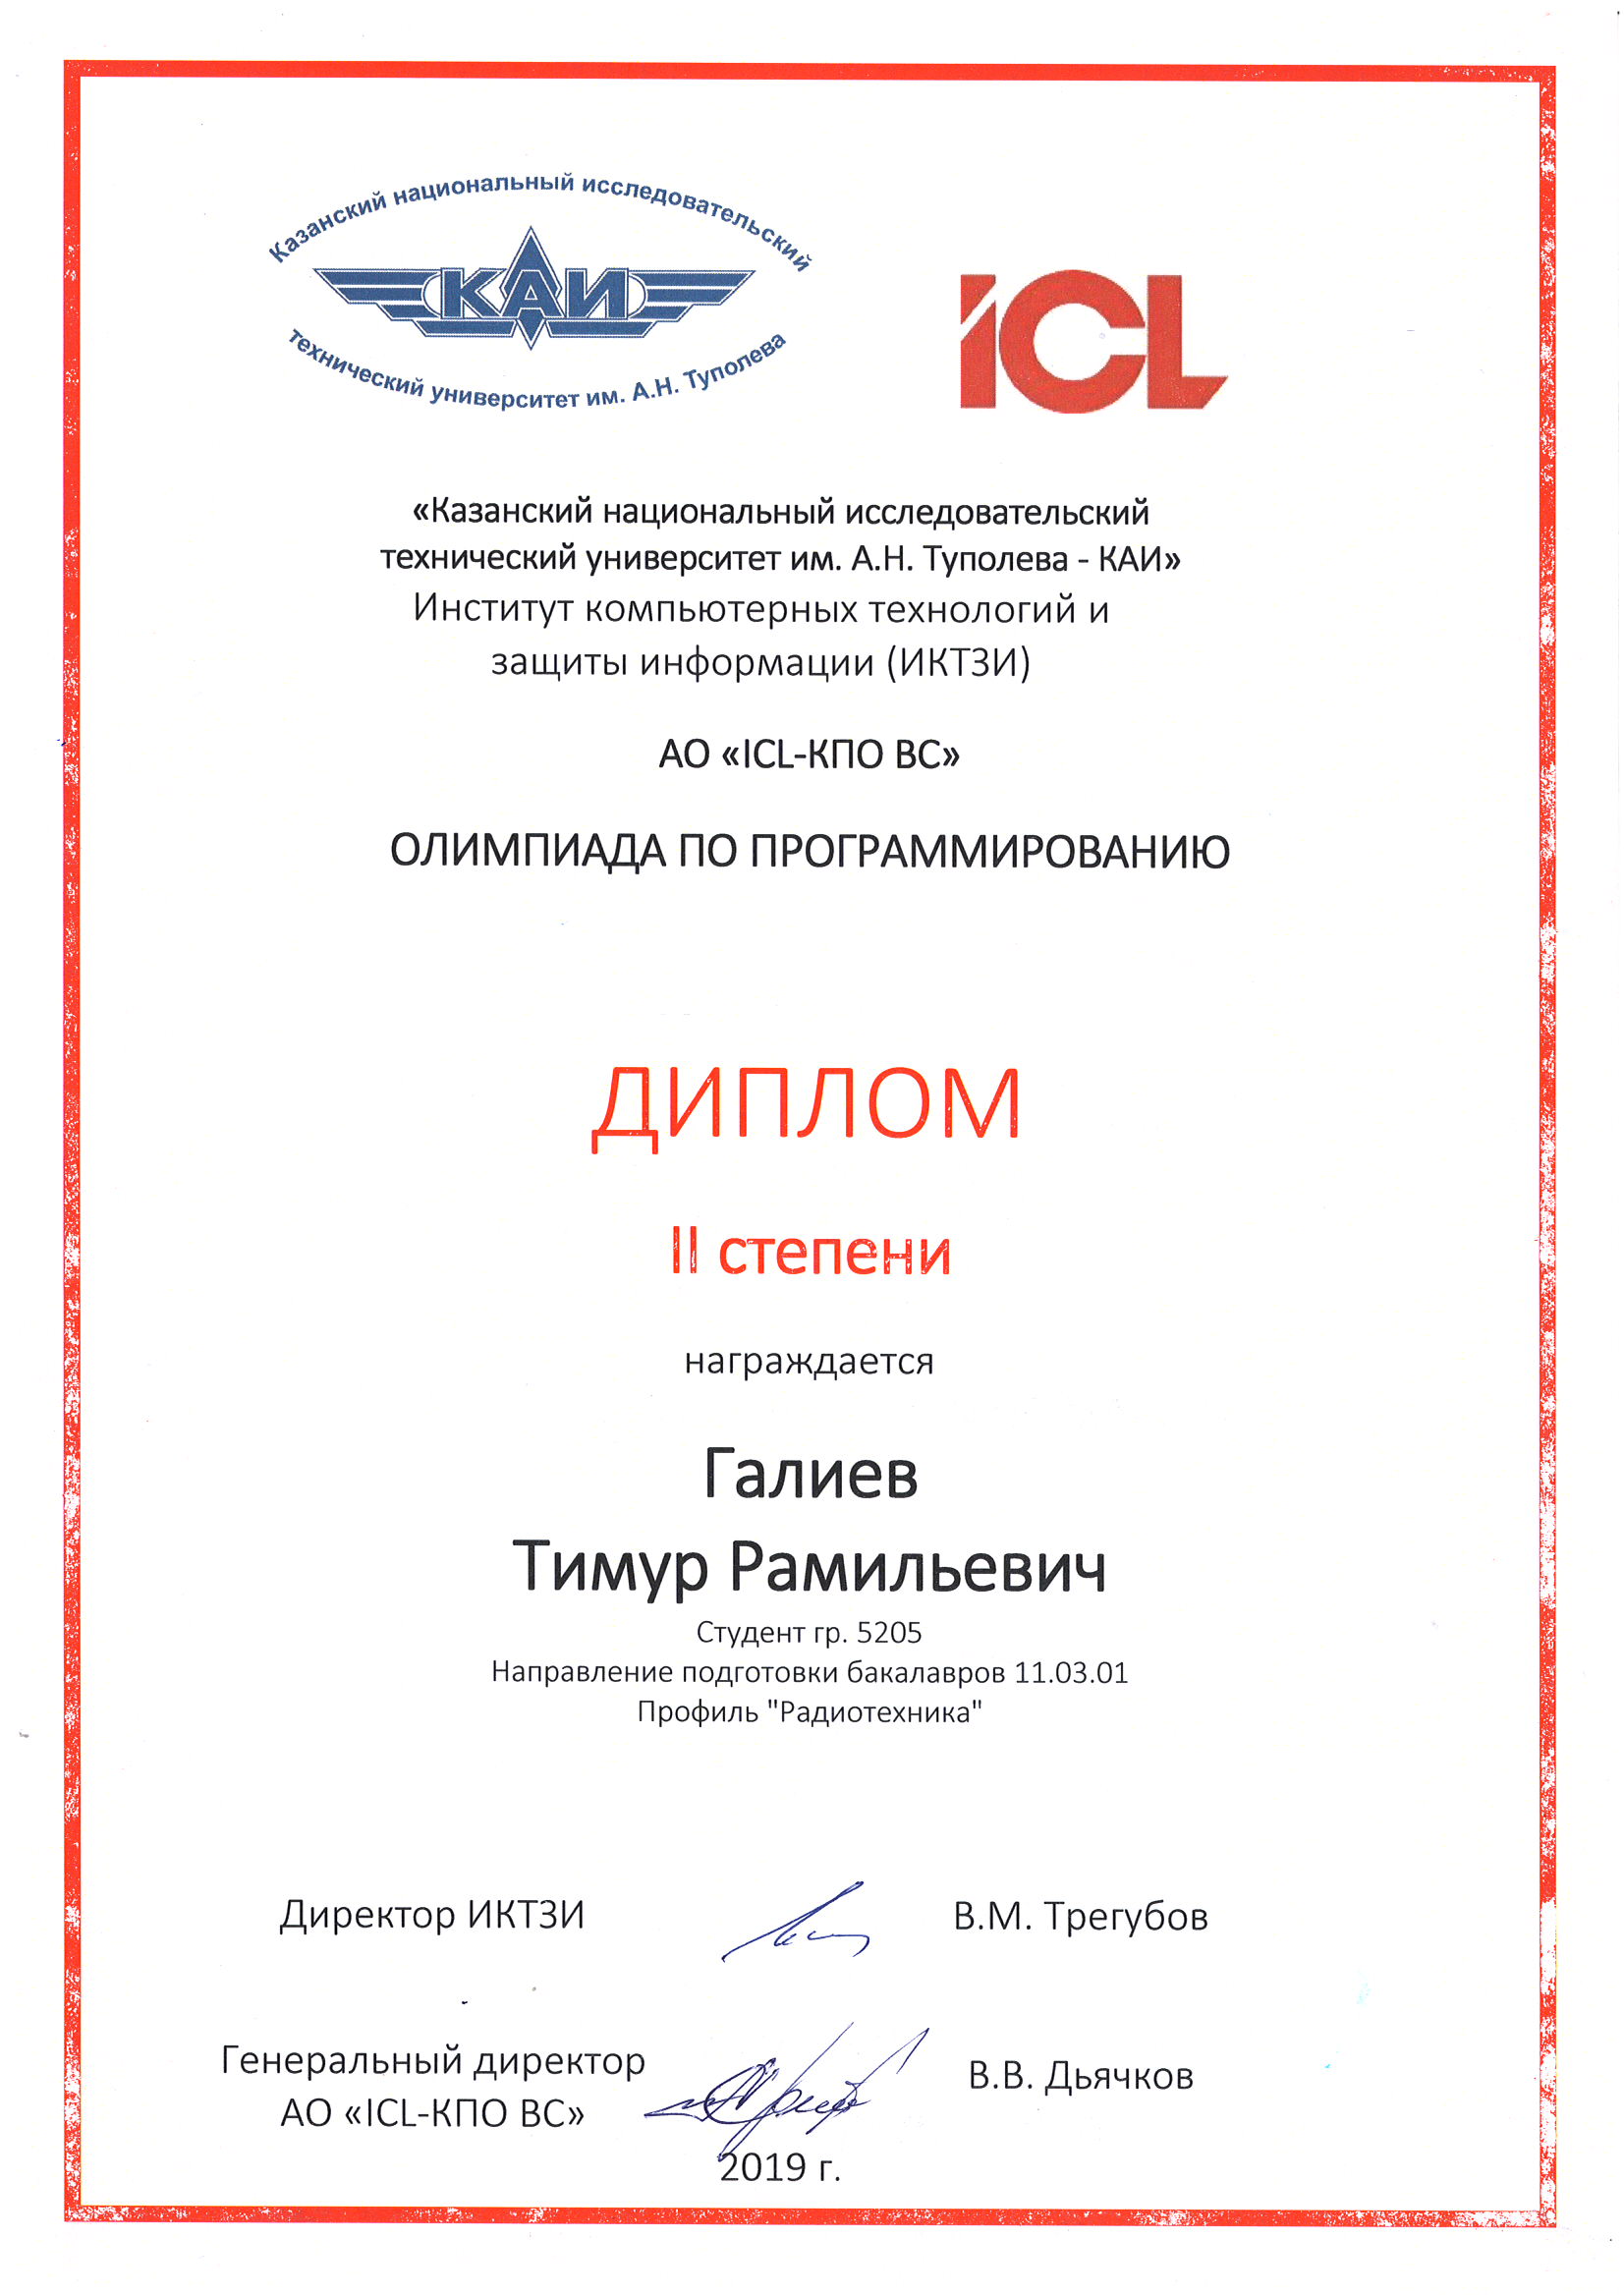 Казанский национальный исследовательский
КАИ
технический университет им. А.Н. Туполева
ICL
«Казанский национальный исследовательский
технический университет им. А.Н. Туполева - КАИ»
Институт компьютерных технологий и
защиты информации (ИКТЗИ)
АО «ICL-КПО ВС»
ОЛИМПИАДА ПО ПРОГРАММИРОВАНИЮ
ДИПЛОМ
II степени
награждается
Галиев
Тимур Рамильевич
Студент гр. 5205
Направление подготовки бакалавров 11.03.01
Профиль "Радиотехника"
Директор ИКТЗИ
В.М. Трегубов
Генеральный директор
АО «ICL-КПО ВС»
В.В. Дьячков
2019 г.